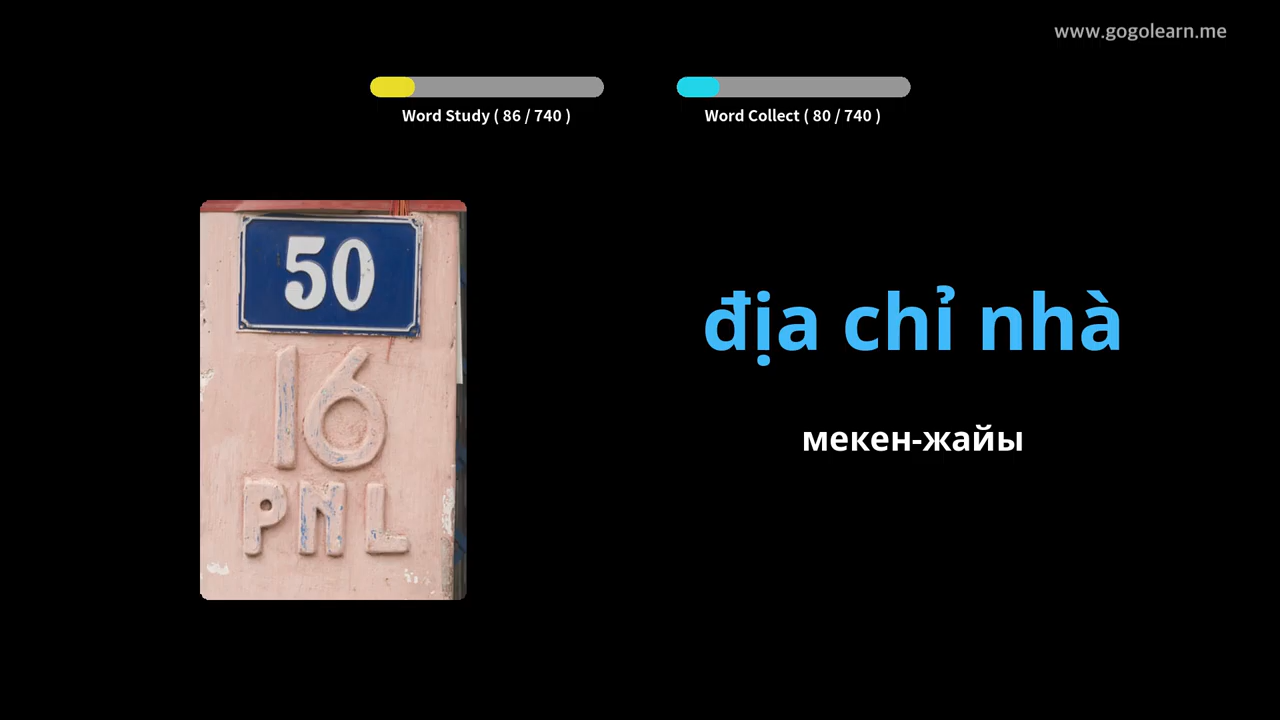 www.gogolearn.me
Word Study ( 86 / 740 )
Word Collect ( 80 / 740 )
50
16
PNL
địa chỉ nhà
мекен-жайы